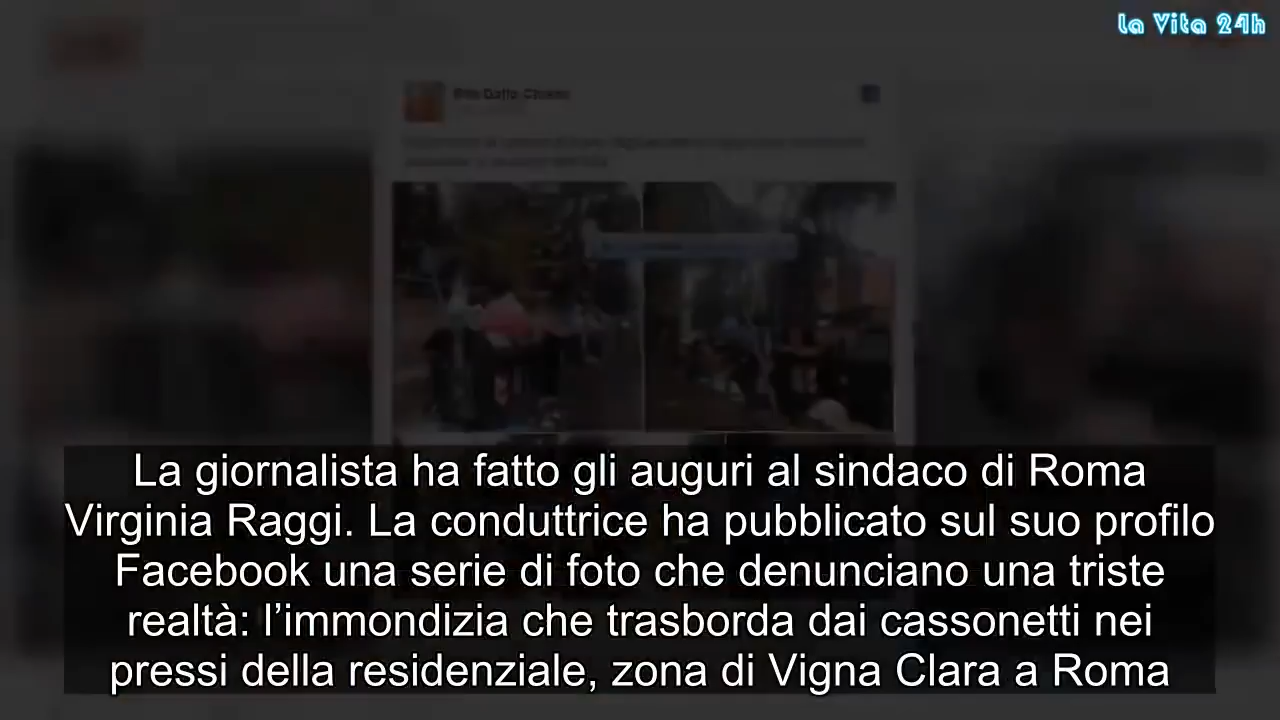 la Vita 24h
La giornalista ha fatto gli auguri al sindaco di Roma
Virginia Raggi. La conduttrice ha pubblicato sul suo profilo
Facebook una serie di foto che denunciano una triste
realtà: l’immondizia che trasborda dai cassonetti nei
pressi della residenziale, zona di Vigna Clara a Roma